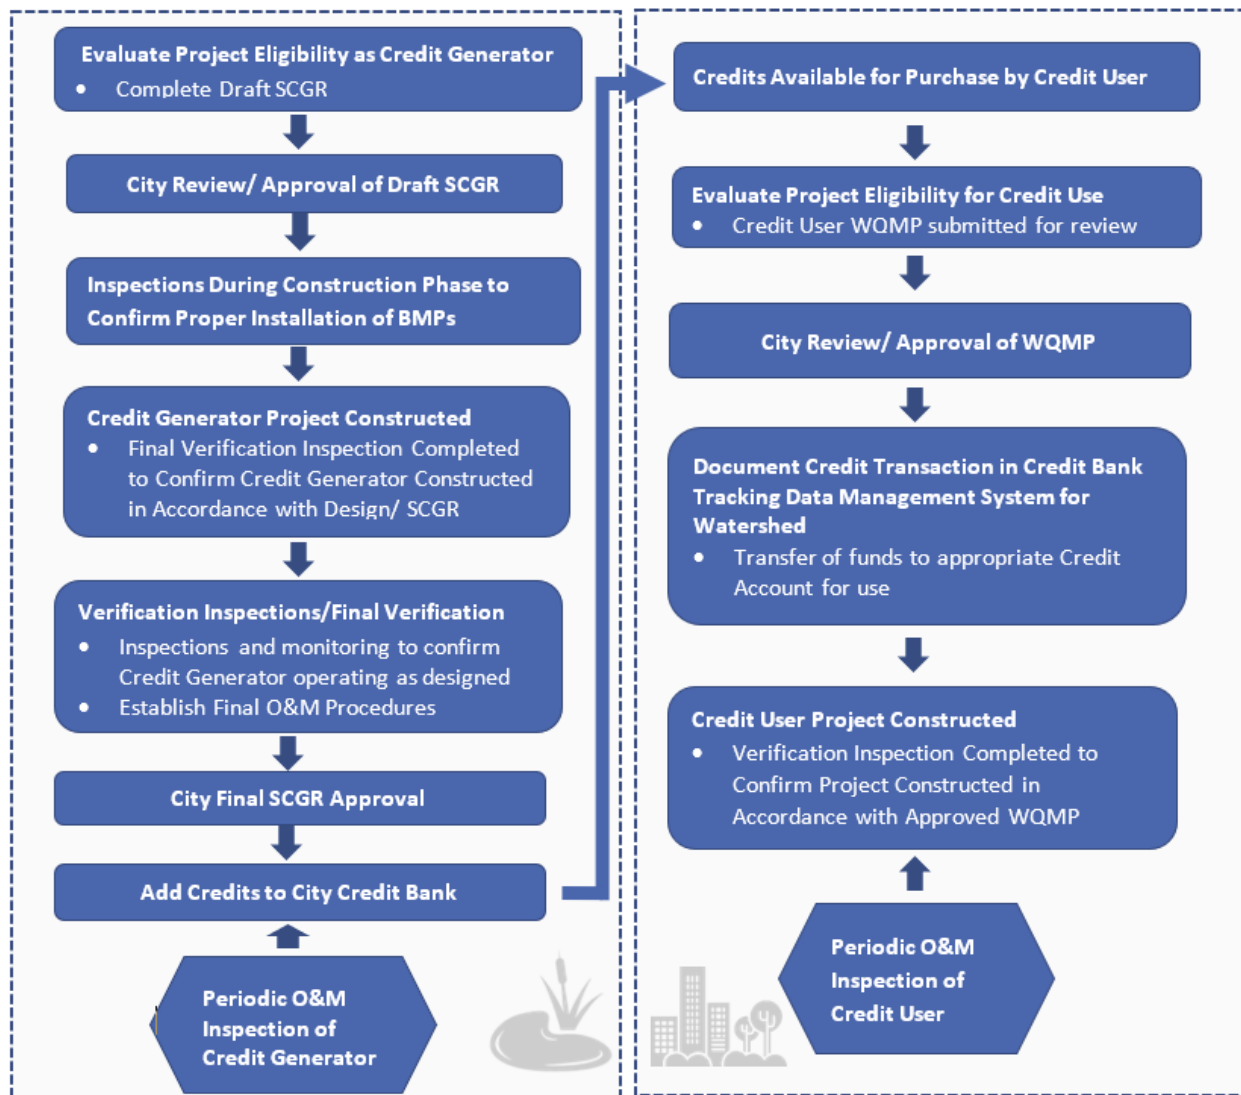 Evaluate Project Eligibility as Credit Generator
• Complete Draft SCGR
City Review/ Approval of Draft SCGR
Inspections During Construction Phase to
Confirm Proper Installation of BMPs
Credit Generator Project Constructed
• Final Verification Inspection Completed
to Confirm Credit Generator Constructed
in Accordance with Design/ SCGR
Verification Inspections/Final Verification
• Inspections and monitoring to confirm
Credit Generator operating as designed
• Establish Final O&M Procedures
City Final SCGR Approval
Add Credits to City Credit Bank
Periodic O&M
Inspection of
Credit Generator
Credits Available for Purchase by Credit User
Evaluate Project Eligibility for Credit Use
• Credit User WQMP submitted for review
City Review/ Approval of WQMP
Document Credit Transaction in Credit Bank
Tracking Data Management System for
Watershed
• Transfer of funds to appropriate Credit
Account for use
Credit User Project Constructed
• Verification Inspection Completed to
Confirm Project Constructed in
Accordance with Approved WQMP
Periodic O&M
Inspection of
Credit User